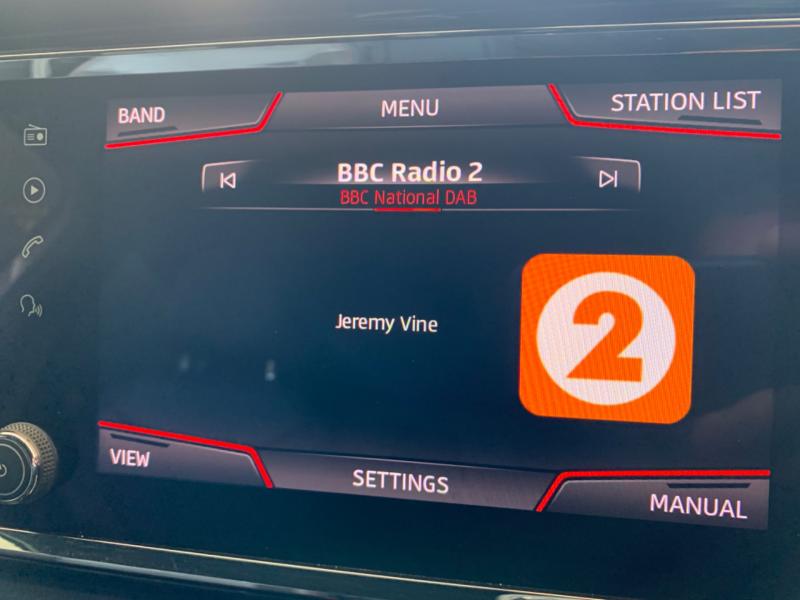 BAND
MENU
STATION LIST
BBC Radio 2
BBC National DAB
Jeremy Vine
2
VIEW
SETTINGS
MANUAL